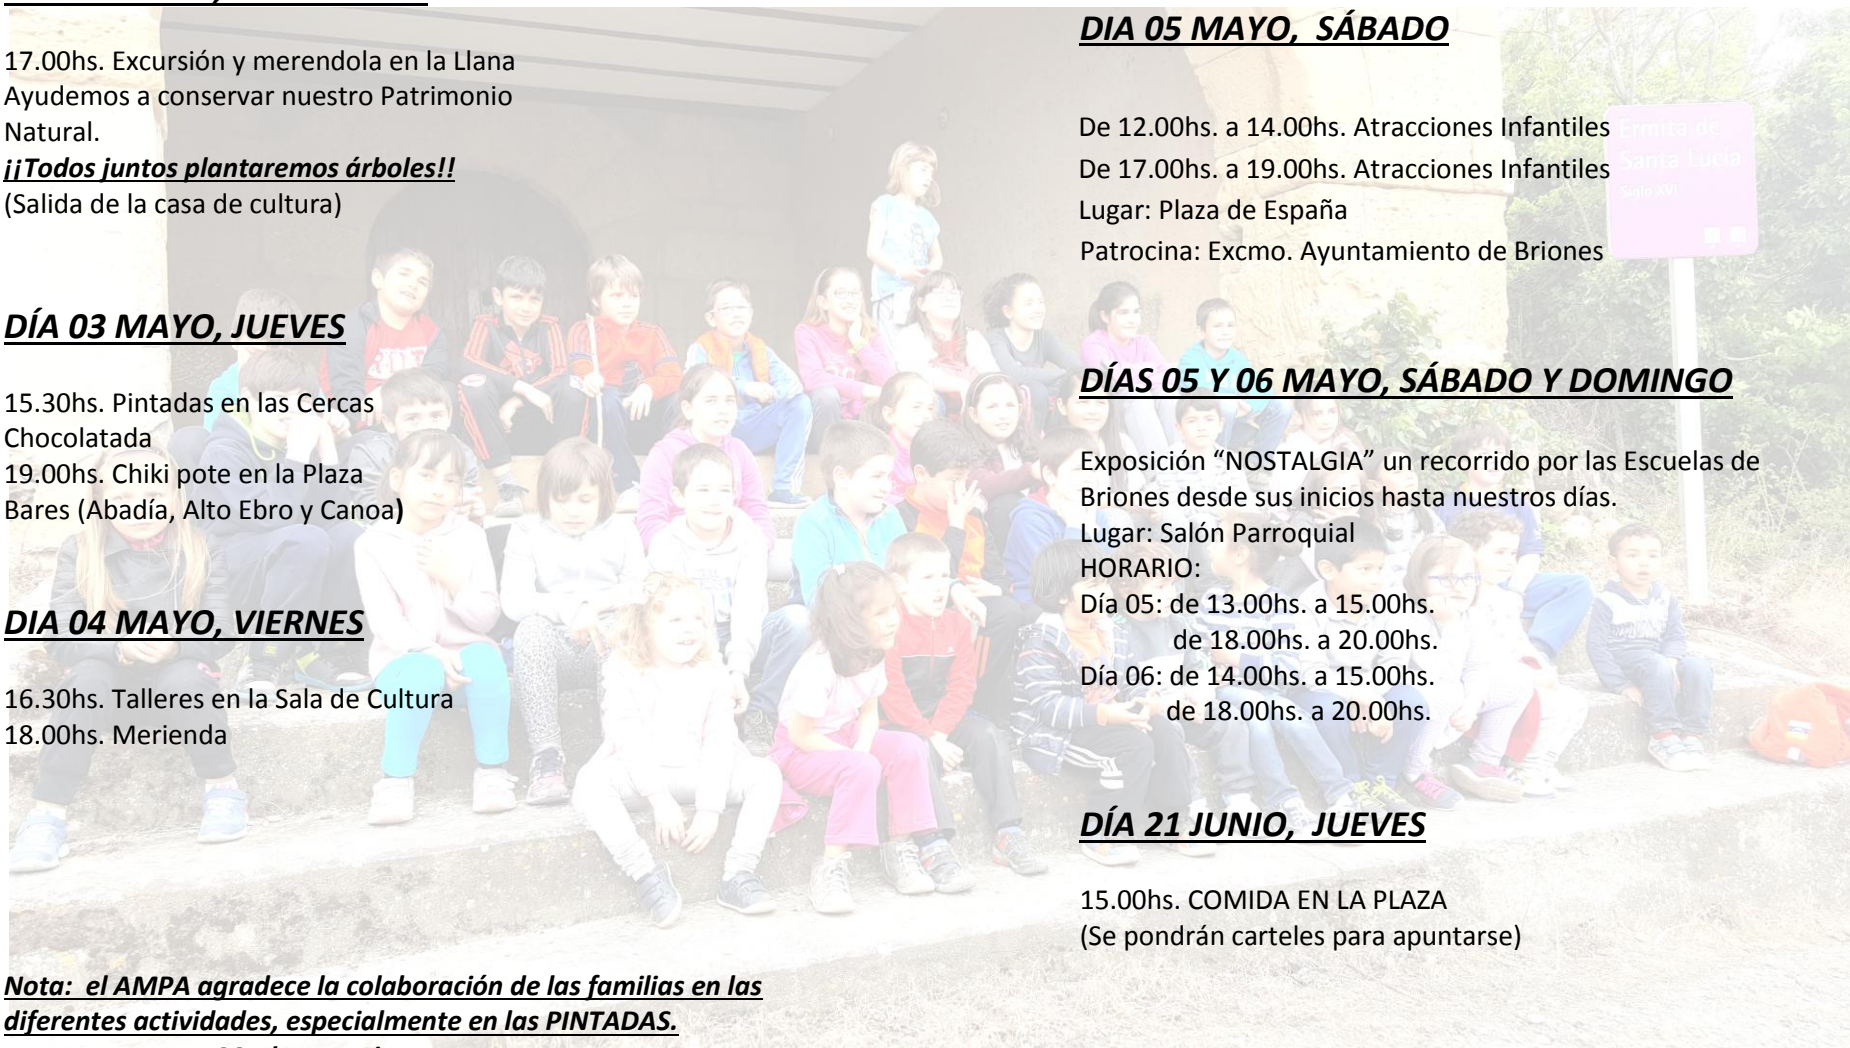 17.00hs. Excursión y merendola en la Llana
Ayudemos a conservar nuestro Patrimonio
Natural.
¡¡Todos juntos plantaremos árboles!!
(Salida de la casa de cultura)
DÍA 03 MAYO, JUEVES
15.30hs. Pintadas en las Cercas
Chocolatada
19.00hs. Chiki pote en la Plaza
Bares (Abadía, Alto Ebro y Canoa)
DIA 04 MAYO, VIERNES
16.30hs. Talleres en la Sala de Cultura
18.00hs. Merienda
Nota: el AMPA agradece la colaboración de las familias en las
diferentes actividades, especialmente en las PINTADAS.
DIA 05 MAYO, SÁBADO
De 12.00hs. a 14.00hs. Atracciones Infantiles
De 17.00hs. a 19.00hs. Atracciones Infantiles
Lugar: Plaza de España
Patrocina: Excmo. Ayuntamiento de Briones
DÍAS 05 Y 06 MAYO, SÁBADO Y DOMINGO
Exposición “NOSTALGIA” un recorrido por las Escuelas de
Briones desde sus inicios hasta nuestros días.
Lugar: Salón Parroquial
HORARIO:
Día 05: de 13.00hs. a 15.00hs.
de 18.00hs. a 20.00hs.
Día 06: de 14.00hs. a 15.00hs.
de 18.00hs. a 20.00hs.
DÍA 21 JUNIO, JUEVES
15.00hs. COMIDA EN LA PLAZA
(Se pondrán carteles para apuntarse)
Ermita de
Santa Lucía
Siglo XVI